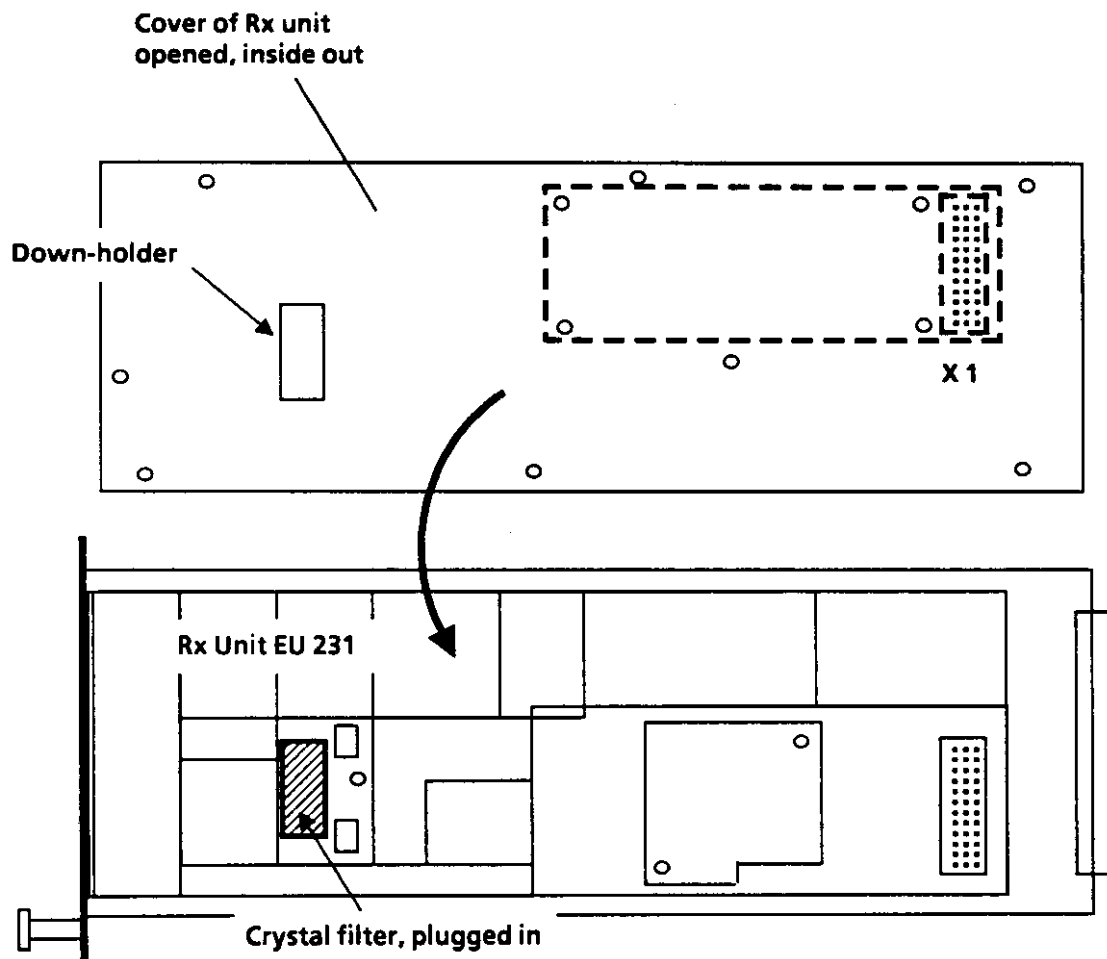 Cover of Rx unit
opened, inside out
Down-holder
X 1
Rx Unit EU 231
Crystal filter, plugged in